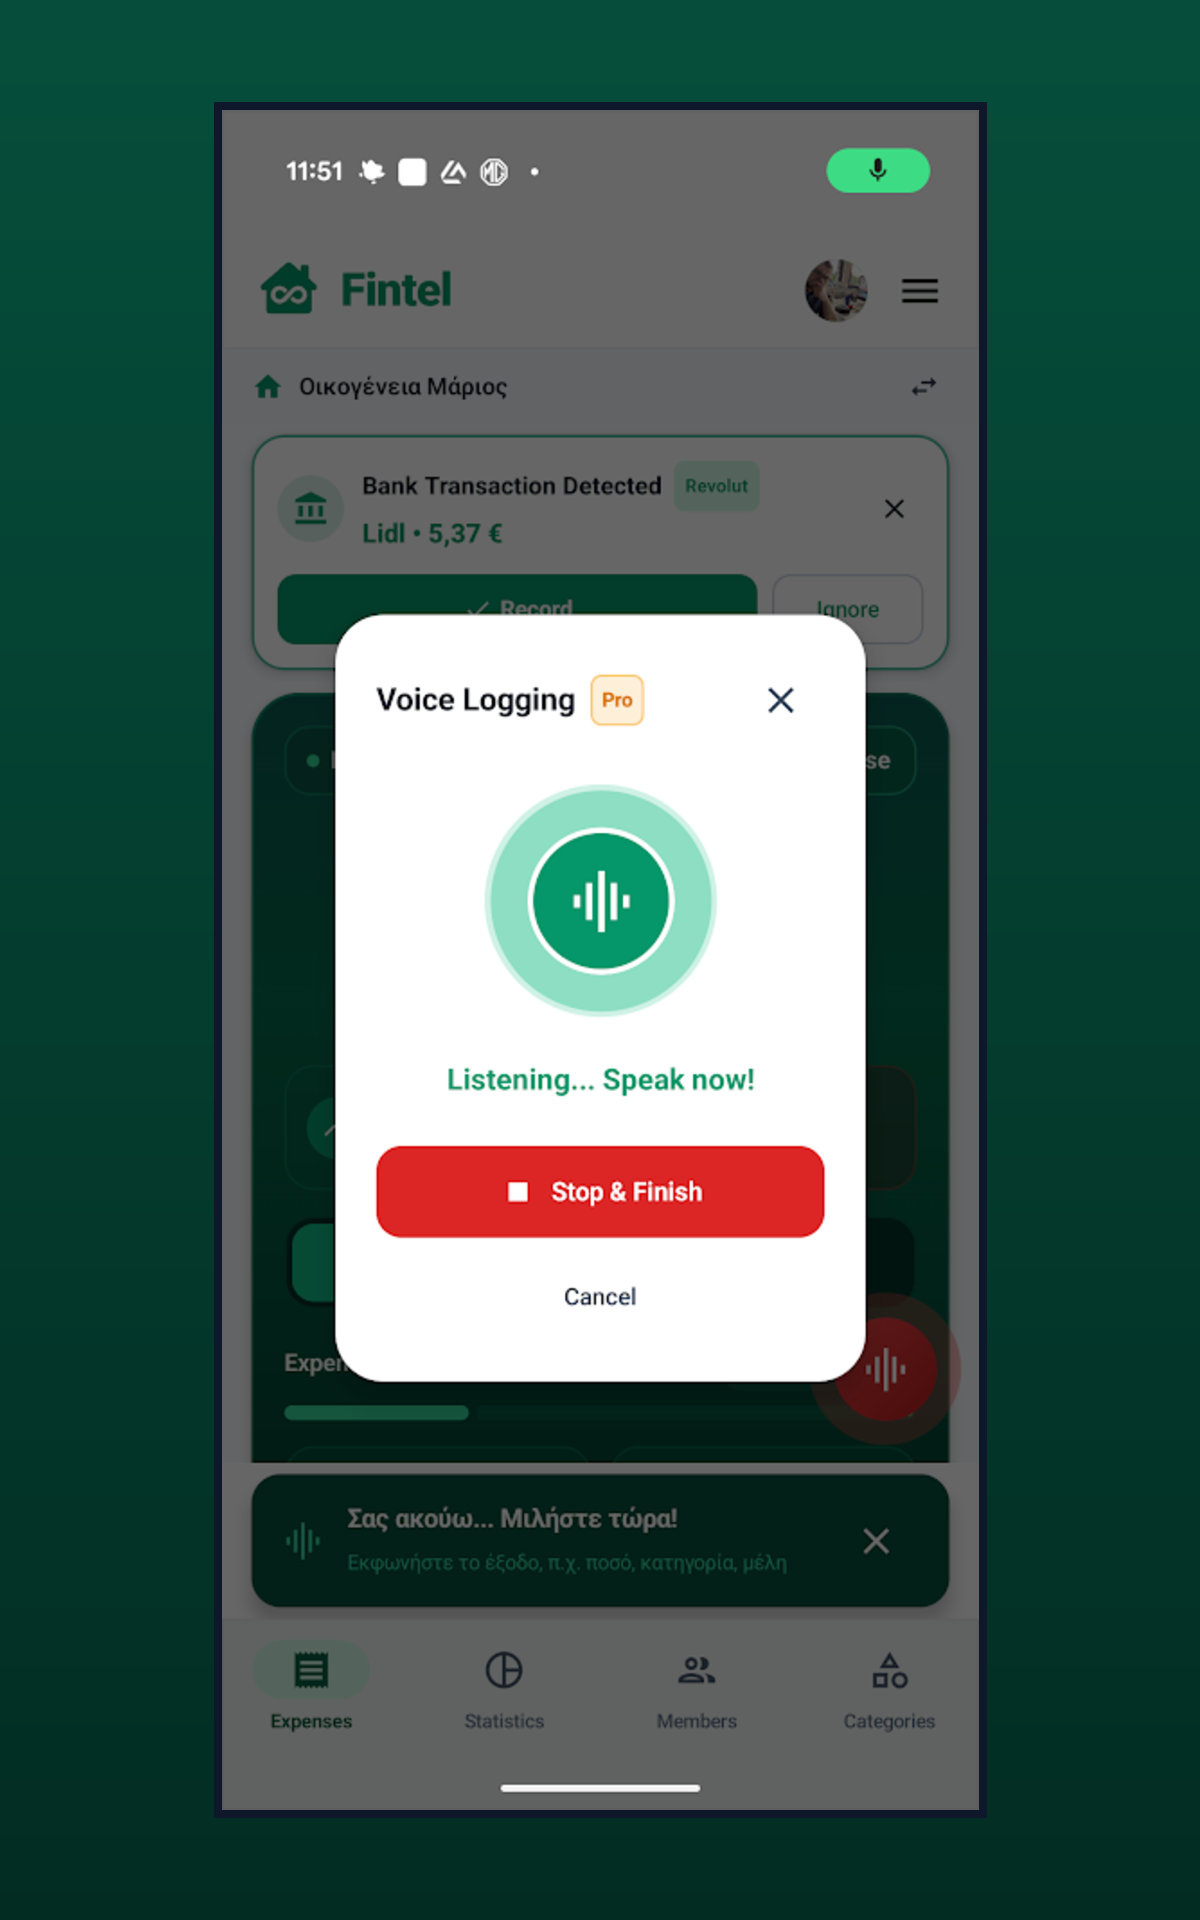 11:51
Fintel
Οικογένεια Μάριος
Bank Transaction Detected Revolut
Lidl • 5,37 €
Record Ignore
Voice Logging Pro
Listening... Speak now!
Stop & Finish
Cancel
Σας ακούω... Μιλήστε τώρα!
Εκφωνήστε το έξοδο, π.χ. ποσό, κατηγορία, μέλη
Expenses Statistics Members Categories